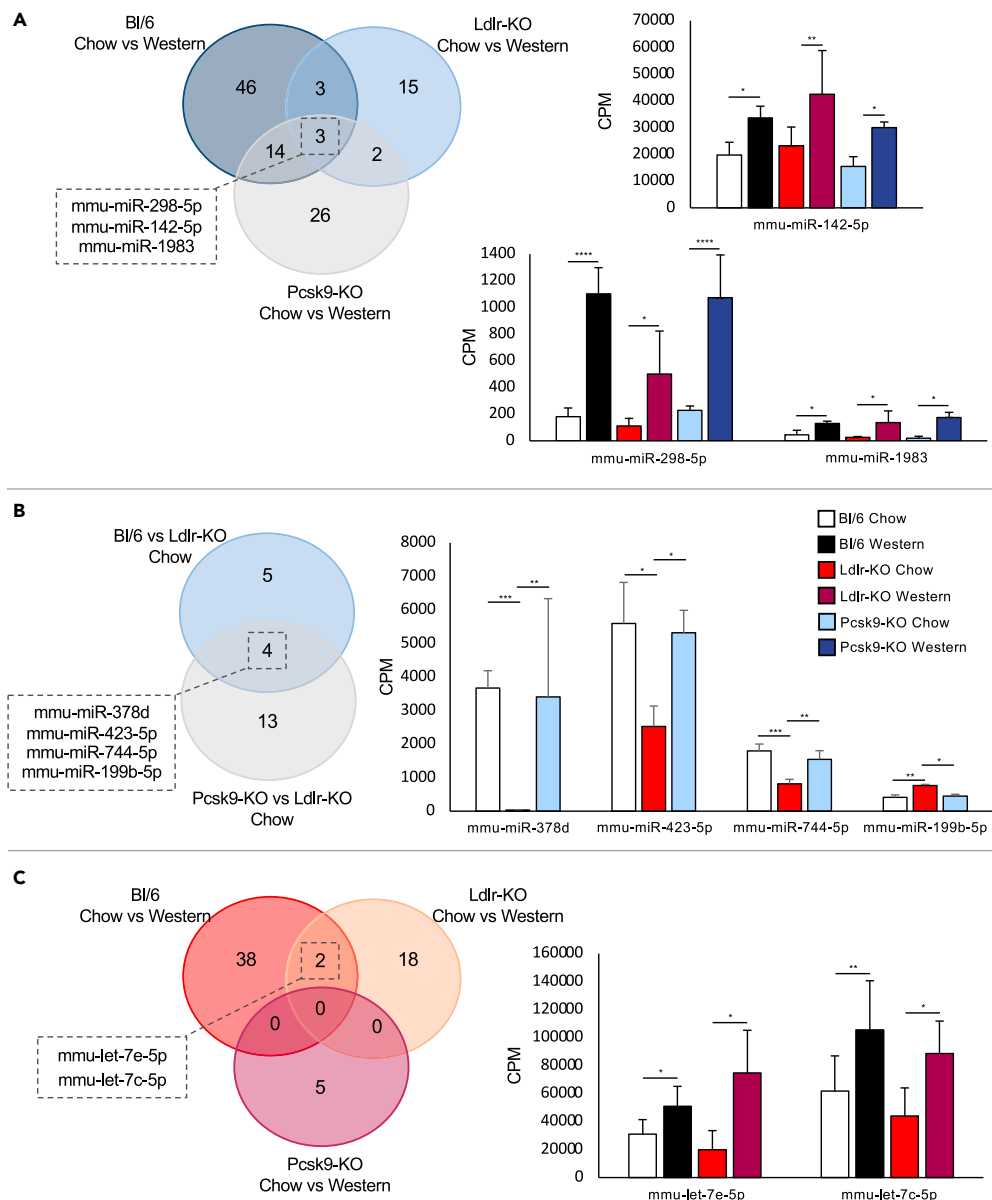 A
Bl/6
Chow vs Western
Ldlr-KO
Chow vs Western
46
3
15
3
14
2
26
mmu-miR-298-5p
mmu-miR-142-5p
mmu-miR-1983
Pcsk9-KO
Chow vs Western
CPM
70000
60000
50000
40000
30000
20000
10000
0
*
**
*
mmu-miR-142-5p
CPM
1400
1200
1000
800
600
400
200
0
****
*
****
*
*
*
mmu-miR-298-5p
mmu-miR-1983
B
Bl/6 vs Ldlr-KO
Chow
5
4
13
mmu-miR-378d
mmu-miR-423-5p
mmu-miR-744-5p
mmu-miR-199b-5p
Pcsk9-KO vs Ldlr-KO
Chow
CPM
8000
7000
6000
5000
4000
3000
2000
1000
0
***
**
*
*
***
**
**
*
mmu-miR-378d
mmu-miR-423-5p
mmu-miR-744-5p
mmu-miR-199b-5p
Bl/6 Chow
Bl/6 Western
Ldlr-KO Chow
Ldlr-KO Western
Pcsk9-KO Chow
Pcsk9-KO Western
C
Bl/6
Chow vs Western
Ldlr-KO
Chow vs Western
38
2
18
0
0
0
5
mmu-let-7e-5p
mmu-let-7c-5p
Pcsk9-KO
Chow vs Western
CPM
160000
140000
120000
100000
80000
60000
40000
20000
0
*
*
**
*
mmu-let-7e-5p
mmu-let-7c-5p